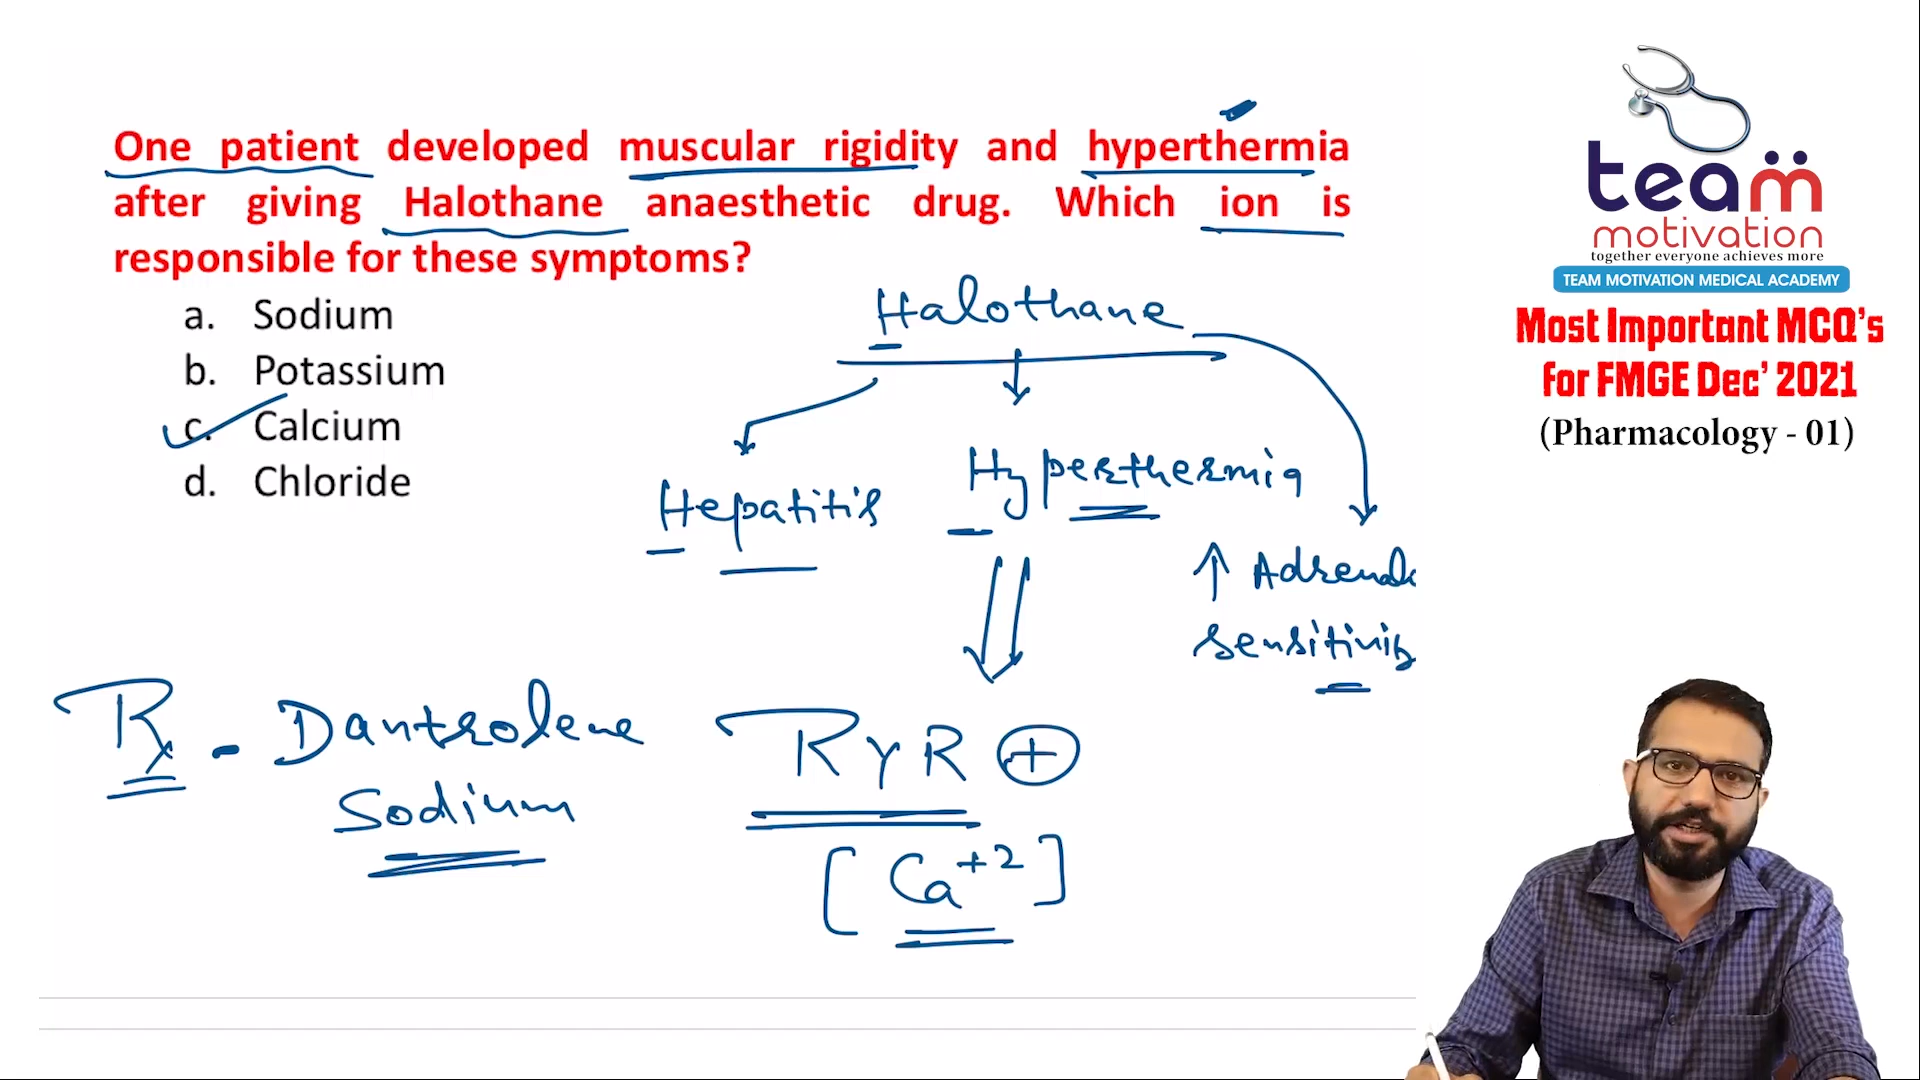 One patient developed muscular rigidity and hyperthermia
after giving Halothane anaesthetic drug. Which ion is
responsible for these symptoms?
a. Sodium
b. Potassium
c. Calcium
d. Chloride
Halothane
Hepatitis
Hyperthermia
↑ Adrenal
sensitivity
Rx - Dantrolene
Sodium
RyR +
[Ca+2]
team
motivation
together everyone achieves more
TEAM MOTIVATION MEDICAL ACADEMY
Most Important MCQ's
for FMGE Dec' 2021
(Pharmacology - 01)